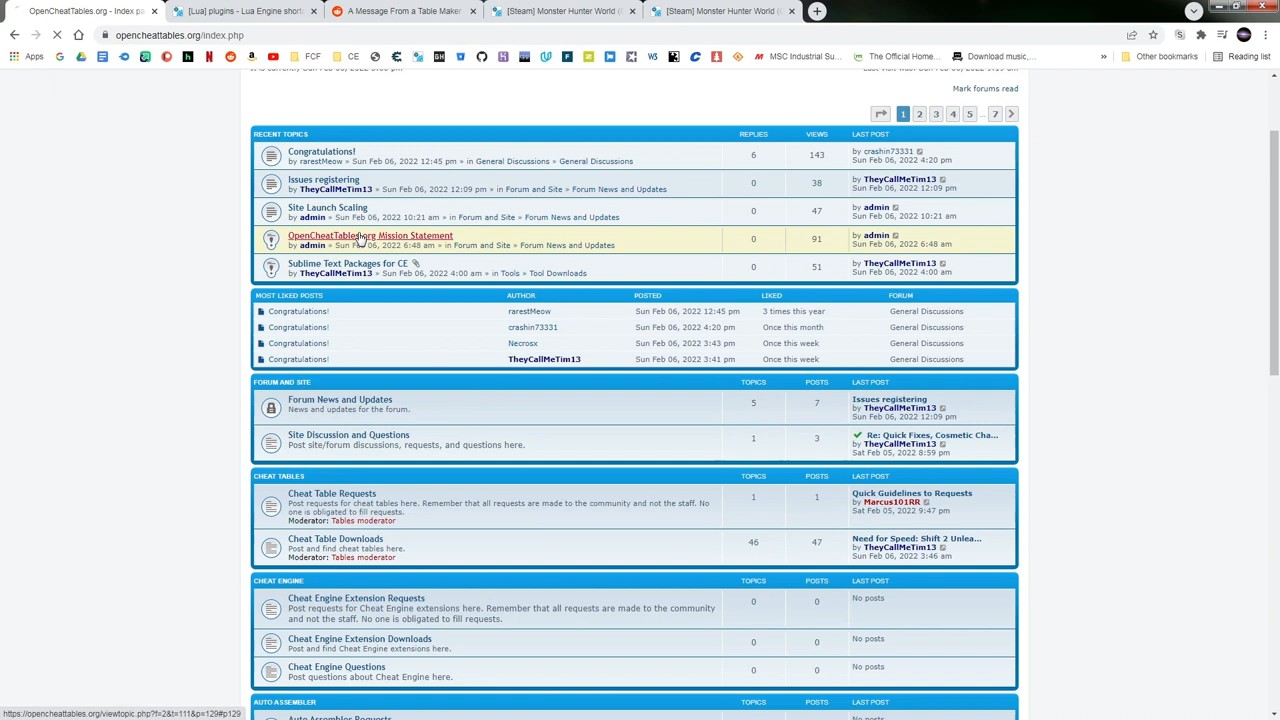 OpenCheatTables.org - Index pa
[Lua] plugins - Lua Engine short
A Message From a Table Maker
[Steam] Monster Hunter World (
[Steam] Monster Hunter World (
opencheattables.org/index.php
Apps
FCF
CE
MSC Industrial Su...
The Official Home...
Download music,...
»
Other bookmarks
Reading list
Mark forums read
1 2 3 4 5 ... 7
RECENT TOPICS REPLIES VIEWS LAST POST
Congratulations!
by rarestMeow » Sun Feb 06, 2022 12:45 pm » in General Discussions » General Discussions
6 143
by crashin73331
Sun Feb 06, 2022 4:20 pm
Issues registering
by TheyCallMeTim13 » Sun Feb 06, 2022 12:09 pm » in Forum and Site » Forum News and Updates
0 38
by TheyCallMeTim13
Sun Feb 06, 2022 12:09 pm
Site Launch Scaling
by admin » Sun Feb 06, 2022 10:21 am » in Forum and Site » Forum News and Updates
0 47
by admin
Sun Feb 06, 2022 10:21 am
OpenCheatTables.org Mission Statement
by admin » Sun Feb 06, 2022 6:48 am » in Forum and Site » Forum News and Updates
0 91
by admin
Sun Feb 06, 2022 6:48 am
Sublime Text Packages for CE
by TheyCallMeTim13 » Sun Feb 06, 2022 4:00 am » in Tools » Tool Downloads
0 51
by TheyCallMeTim13
Sun Feb 06, 2022 4:00 am
MOST LIKED POSTS AUTHOR POSTED LIKED FORUM
Congratulations! rarestMeow Sun Feb 06, 2022 12:45 pm 3 times this year General Discussions
Congratulations! crashin73331 Sun Feb 06, 2022 4:20 pm Once this month General Discussions
Congratulations! Necrosx Sun Feb 06, 2022 3:43 pm Once this week General Discussions
Congratulations! TheyCallMeTim13 Sun Feb 06, 2022 3:41 pm Once this week General Discussions
FORUM AND SITE TOPICS POSTS LAST POST
Forum News and Updates
News and updates for the forum.
5 7
Issues registering
by TheyCallMeTim13
Sun Feb 06, 2022 12:09 pm
Site Discussion and Questions
Post site/forum discussions, requests, and questions here.
1 3
Re: Quick Fixes, Cosmetic Cha...
by TheyCallMeTim13
Sat Feb 05, 2022 8:59 pm
CHEAT TABLES TOPICS POSTS LAST POST
Cheat Table Requests
Post requests for cheat tables here. Remember that all requests are made to the community and not the staff. No
one is obligated to fill requests.
Moderator: Tables moderator
1 1
Quick Guidelines to Requests
by Marcus101RR
Sat Feb 05, 2022 9:47 pm
Cheat Table Downloads
Post and find cheat tables here.
Moderator: Tables moderator
46 47
Need for Speed: Shift 2 Unlea...
by TheyCallMeTim13
Sun Feb 06, 2022 3:46 am
CHEAT ENGINE TOPICS POSTS LAST POST
Cheat Engine Extension Requests
Post requests for Cheat Engine extensions here. Remember that all requests are made to the community
and not the staff. No one is obligated to fill requests.
0 0 No posts
Cheat Engine Extension Downloads
Post and find Cheat Engine extensions here.
0 0 No posts
Cheat Engine Questions
Post questions about Cheat Engine here.
0 0 No posts
AUTO ASSEMBLER TOPICS POSTS LAST POST
Auto Assembler Requests
https://opencheattables.org/viewtopic.php?f=2&t=111&p=129#p129